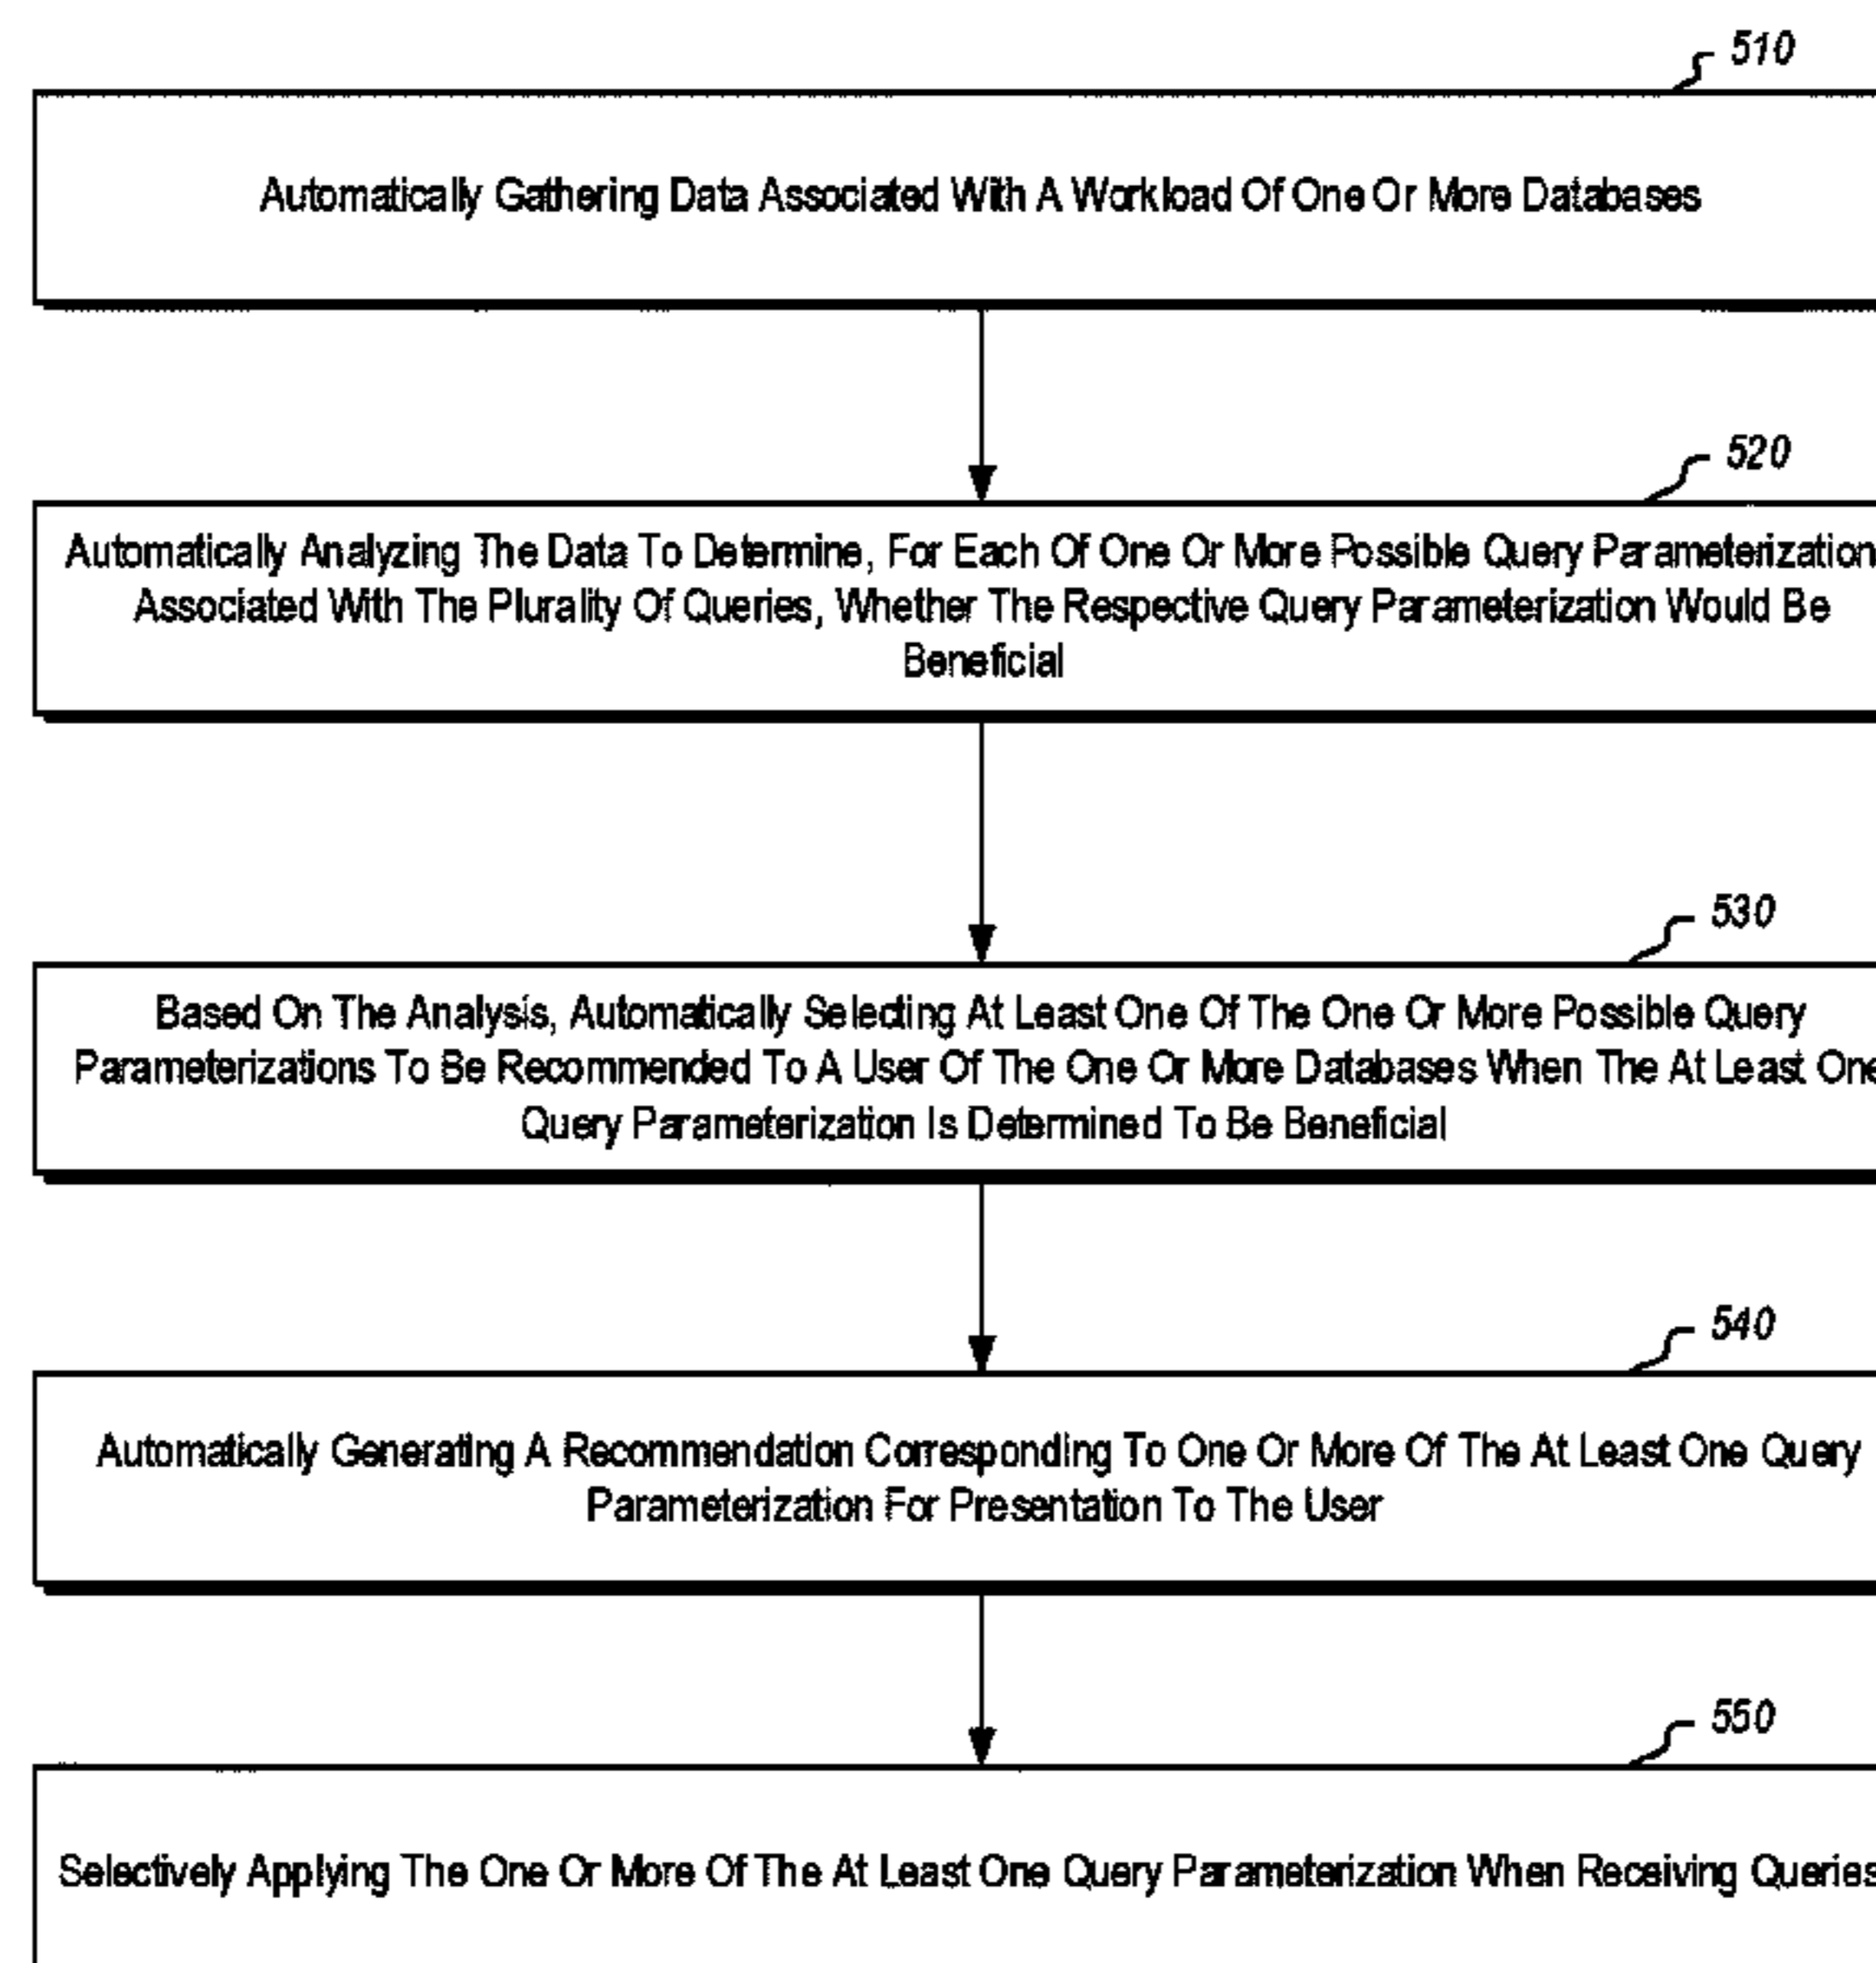 510
Automatically Gathering Data Associated With A Workload Of One Or More Databases
520
Automatically Analyzing The Data To Determine, For Each Of One Or More Possible Query Parameterization
Associated With The Plurality Of Queries, Whether The Respective Query Parameterization Would Be
Beneficial
530
Based On The Analysis, Automatically Selecting At Least One Of The One Or More Possible Query
Parameterizations To Be Recommended To A User Of The One Or More Databases When The At Least One
Query Parameterization Is Determined To Be Beneficial
540
Automatically Generating A Recommendation Corresponding To One Or More Of The At Least One Query
Parameterization For Presentation To The User
550
Selectively Applying The One Or More Of The At Least One Query Parameterization When Receiving Queries